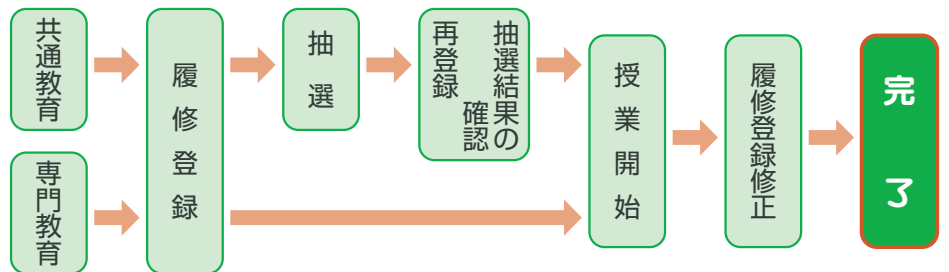 共通教育
専門教育
履修登録
抽選
抽選結果の
確認
再登録
授業開始
履修登録修正
完了